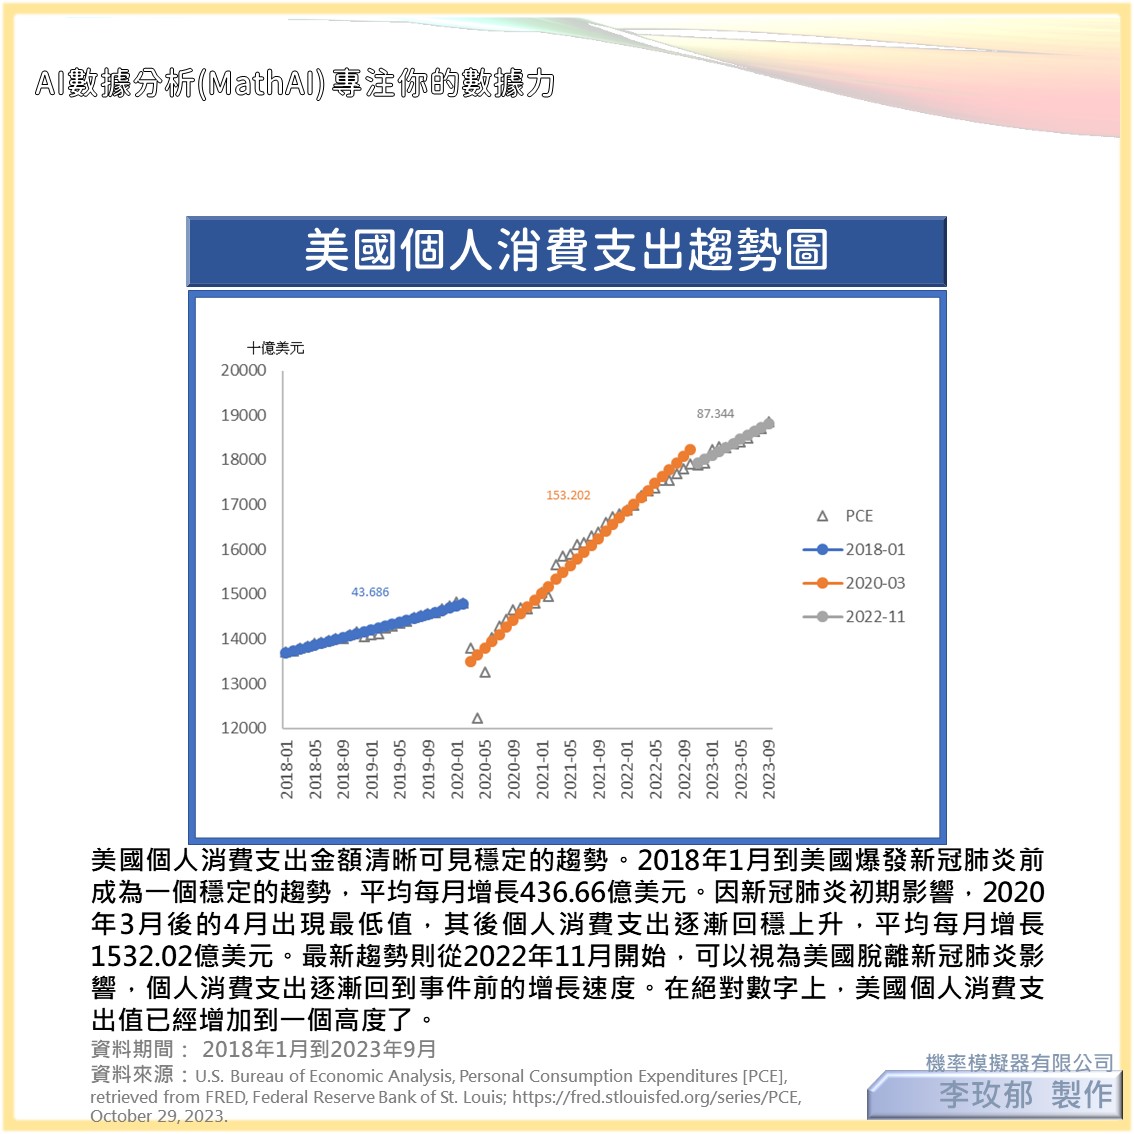 AI數據分析(MathAI) 專注你的數據力
美國個人消費支出趨勢圖
十億美元
20000
19000
18000
17000
16000
15000
14000
13000
12000
43.686
153.202
87.344
PCE
2018-01
2020-03
2022-11
2018-01
2018-05
2018-09
2019-01
2019-05
2019-09
2020-01
2020-05
2020-09
2021-01
2021-05
2021-09
2022-01
2022-05
2022-09
2023-01
2023-05
2023-09
美國個人消費支出金額清晰可見穩定的趨勢。2018年1月到美國爆發新冠肺炎前
成為一個穩定的趨勢，平均每月增長436.66億美元。因新冠肺炎初期影響，2020
年3月後的4月出現最低值，其後個人消費支出逐漸回穩上升，平均每月增長
1532.02億美元。最新趨勢則從2022年11月開始，可以視為美國脫離新冠肺炎影
響，個人消費支出逐漸回到事件前的增長速度。在絕對數字上，美國個人消費支
出值已經增加到一個高度了。
資料期間： 2018年1月到2023年9月
資料來源：U.S. Bureau of Economic Analysis, Personal Consumption Expenditures [PCE],
retrieved from FRED, Federal Reserve Bank of St. Louis; https://fred.stlouisfed.org/series/PCE,
October 29, 2023.
機率模擬器有限公司
李玫郁 製作